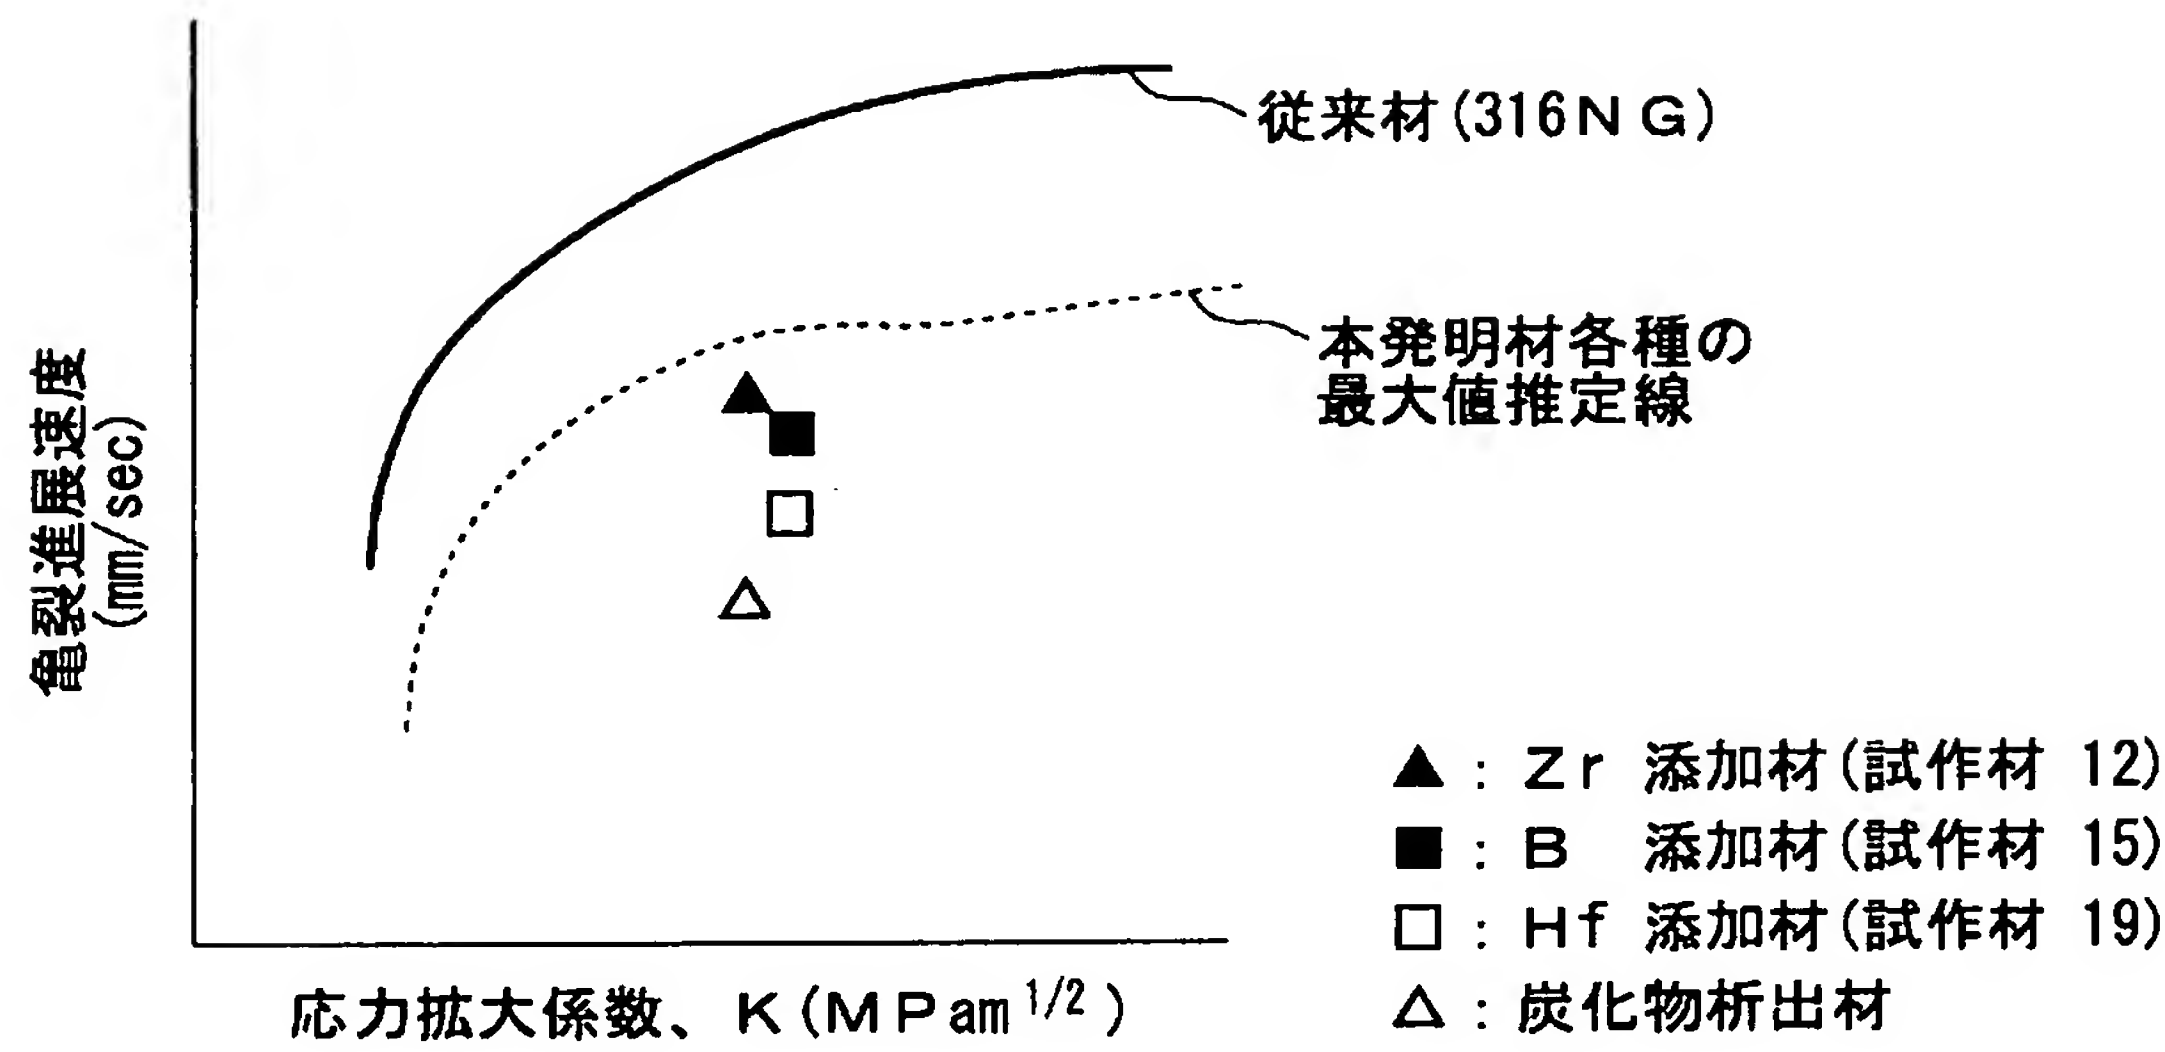 従来材(316NG)
本発明材各種の
最大値推定線
亀裂進展速度
(mm/sec)
▲:Zr 添加材(試作材 12)
■:B 添加材(試作材 15)
□:Hf 添加材(試作材 19)
△:炭化物析出材
応力拡大係数、K(MPam1/2)